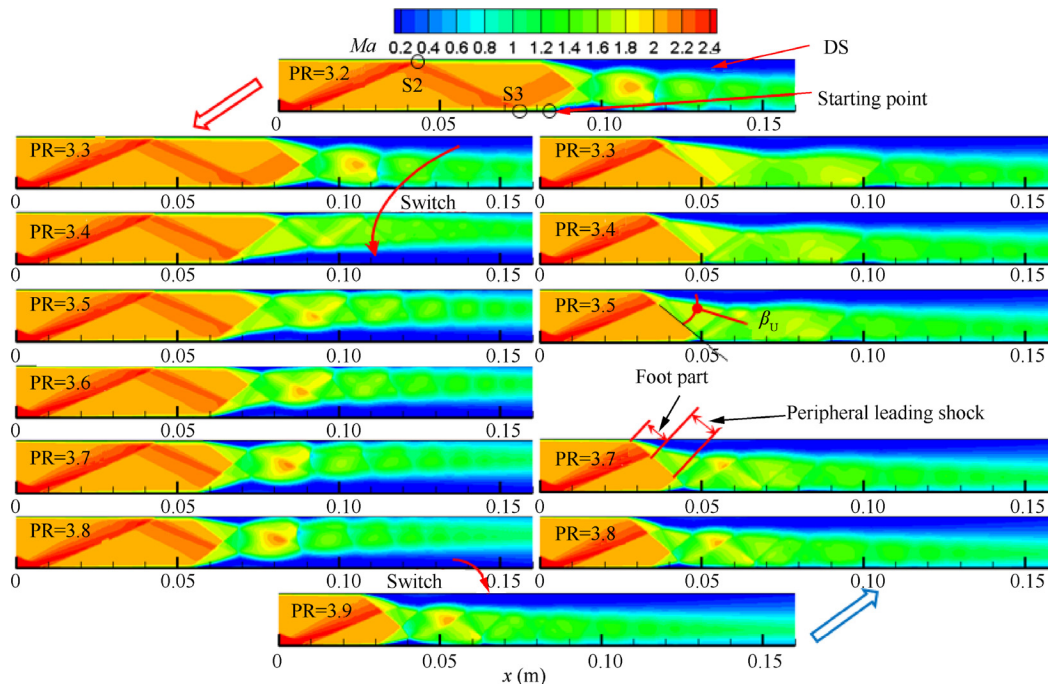 Ma
0.2 0.4 0.6 0.8 1 1.2 1.4 1.6 1.8 2 2.2 2.4
DS
PR=3.2
S2
S3
Starting point
0 0.05 0.10 0.15
PR=3.3
PR=3.3
0 0.05 0.10 0.15
Switch
0 0.05 0.10 0.15
PR=3.4
PR=3.4
0 0.05 0.10 0.15
0 0.05 0.10 0.15
PR=3.5
PR=3.5
βU
0 0.05 0.10 0.15
0 0.05 0.10 0.15
PR=3.6
Foot part
0 0.05 0.10 0.15
Peripheral leading shock
PR=3.7
PR=3.7
0 0.05 0.10 0.15
0 0.05 0.10 0.15
PR=3.8
PR=3.8
0 0.05 0.10 0.15
Switch
0 0.05 0.10 0.15
PR=3.9
0 0.05 0.10 0.15
x (m)